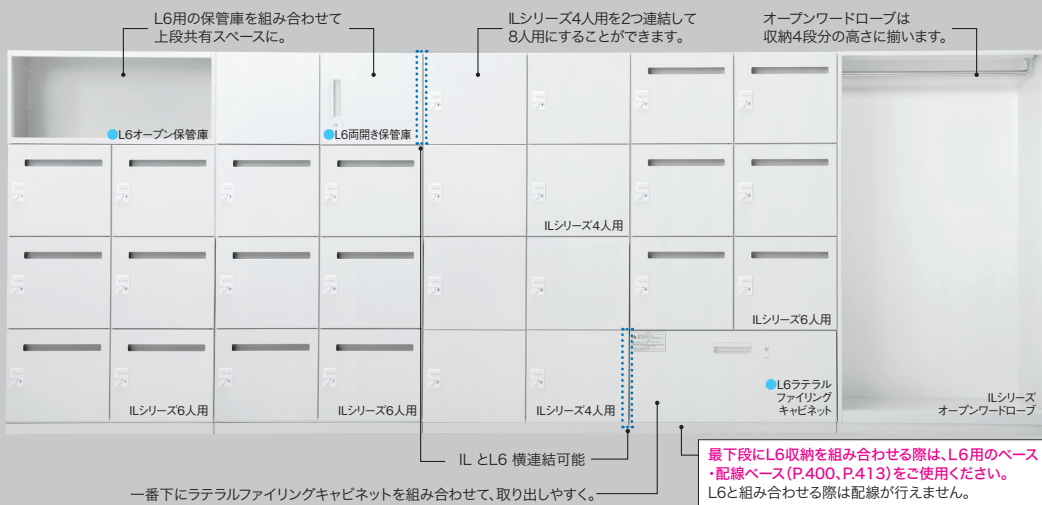 L6用の保管庫を組み合わせて
上段共有スペースに。
ILシリーズ4人用を2つ連結して
8人用にすることができます。
オープンワードローブは
収納4段分の高さに揃います。
●L6オープン保管庫
●L6両開き保管庫
ILシリーズ4人用
ILシリーズ6人用
ILシリーズ6人用
ILシリーズ6人用
ILシリーズ4人用
●L6ラテラル
ファイリング
キャビネット
ILシリーズ
オープンワードローブ
IL とL6 横連結可能
一番下にラテラルファイリングキャビネットを組み合わせて、取り出しやすく。
最下段にL6収納を組み合わせる際は、L6用のベース
・配線ベース(P.400、P.413)をご使用ください。
L6と組み合わせる際は配線が行えません。